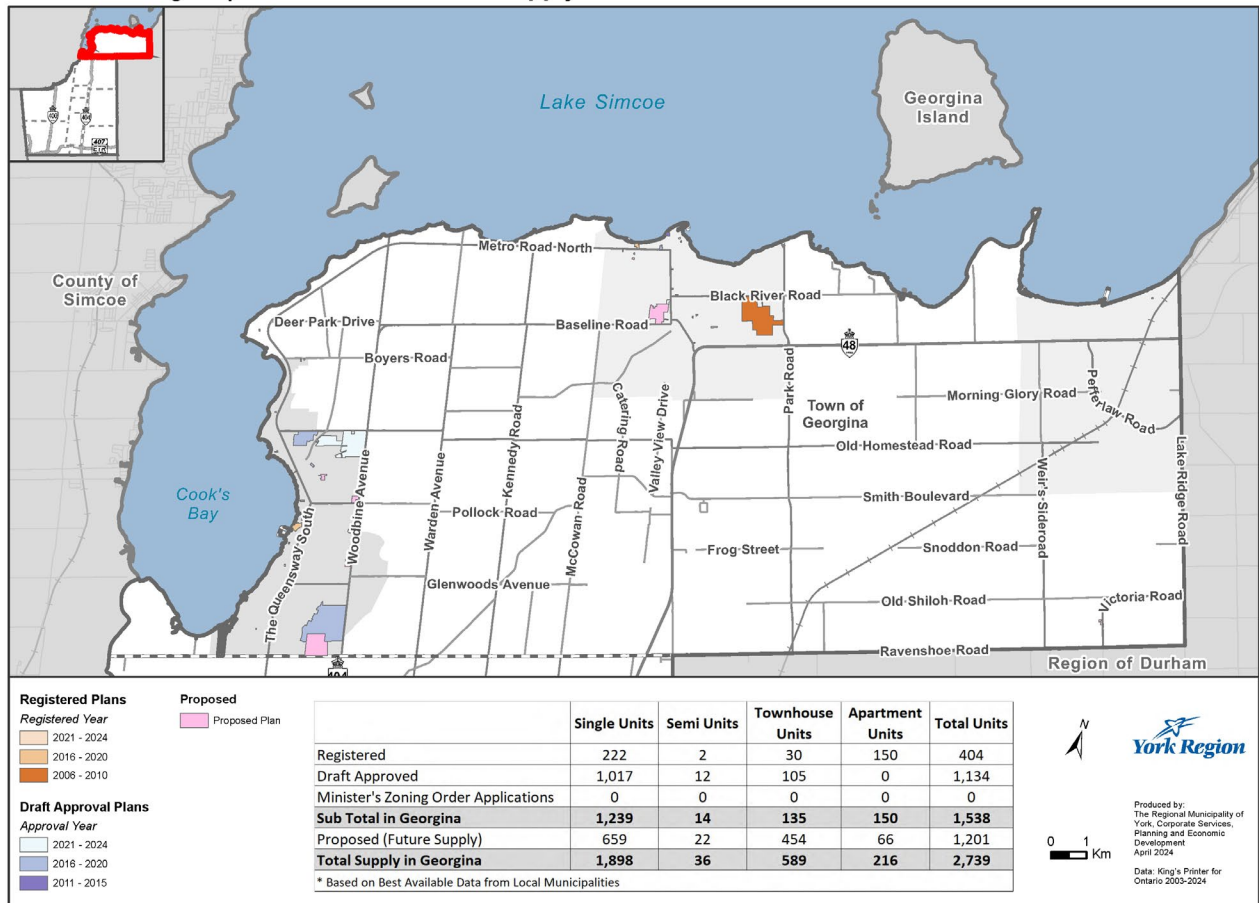 400
404
407
Lake Simcoe
Georgina
Island
County of
Simcoe
Metro Road North
Black River Road
Deer Park Drive
Baseline Road
Boyers Road
48
Park Road
Catering Road
Valley View Drive
Morning Glory Road
Pefferlaw Road
Town of
Georgina
Old Homestead Road
Kennedy Road
Lake Ridge Road
Cook's
Bay
The Queensway South
Woodbine Avenue
Warden Avenue
McCowan Road
Weir's Sideroad
Smith Boulevard
Pollock Road
Frog Street
Snoddon Road
Glenwoods Avenue
Old Shiloh Road
Victoria Road
Ravenshoe Road
404
Region of Durham
Registered Plans
Registered Year
2021 - 2024
2016 - 2020
2006 - 2010
Draft Approval Plans
Approval Year
2021 - 2024
2016 - 2020
2011 - 2015
Proposed
Proposed Plan
Single Units Semi Units Townhouse Units Apartment Units Total Units
Registered 222 2 30 150 404
Draft Approved 1,017 12 105 0 1,134
Minister's Zoning Order Applications 0 0 0 0 0
Sub Total in Georgina 1,239 14 135 150 1,538
Proposed (Future Supply) 659 22 454 66 1,201
Total Supply in Georgina 1,898 36 589 216 2,739
* Based on Best Available Data from Local Municipalities
N
0 1
Km
York Region
Produced by:
The Regional Municipality of
York, Corporate Services,
Planning and Economic
Development
April 2024
Data: King's Printer for
Ontario 2003-2024